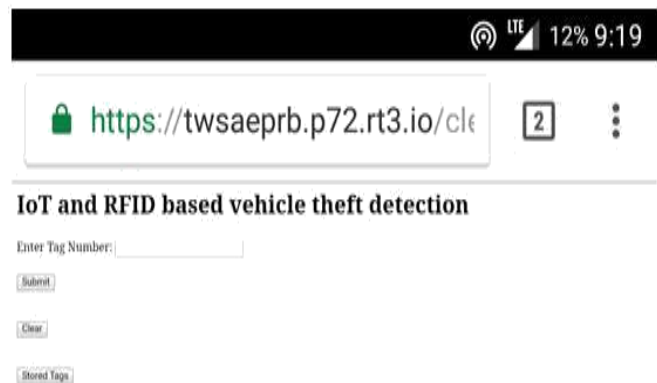 LTE 12% 9:19
https://twsaeprb.p72.rt3.io/cle 2
IoT and RFID based vehicle theft detection
Enter Tag Number:
Submit
Clear
Stored Tags